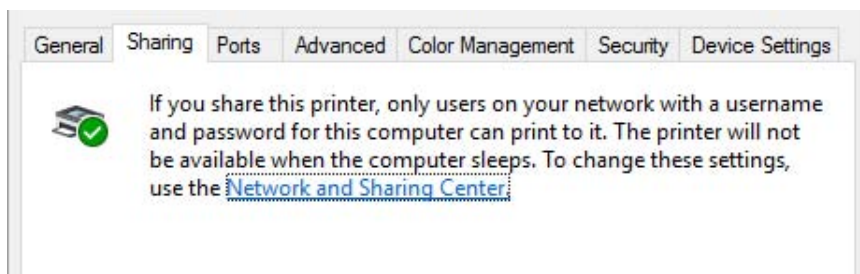 General Sharing Ports Advanced Color Management Security Device Settings
If you share this printer, only users on your network with a username
and password for this computer can print to it. The printer will not
be available when the computer sleeps. To change these settings,
use the Network and Sharing Center.